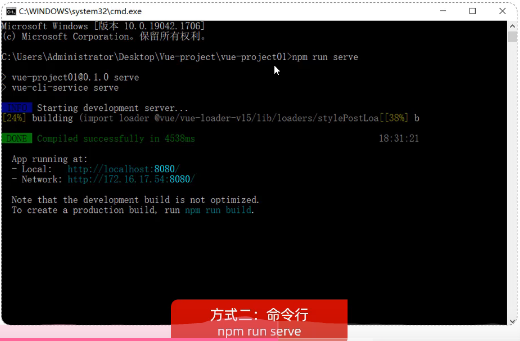 C:\WINDOWS\system32\cmd.exe
Microsoft Windows [版本 10.0.19042.1706]
(c) Microsoft Corporation。保留所有权利。
C:\Users\Administrator\Desktop\Vue-project\vue-project01>npm run serve
> vue-project01@0.1.0 serve
> vue-cli-service serve
Starting development server...
[24%] building (import loader @vue/vue-loader-v15/lib/loaders/stylePostLoa[[38%] b
DONE Compiled successfully in 4538ms 18:31:21
App running at:
- Local: http://localhost:8080/
- Network: http://172.16.17.54:8080/
Note that the development build is not optimized.
To create a production build, run npm run build.
方式二：命令行
npm run serve